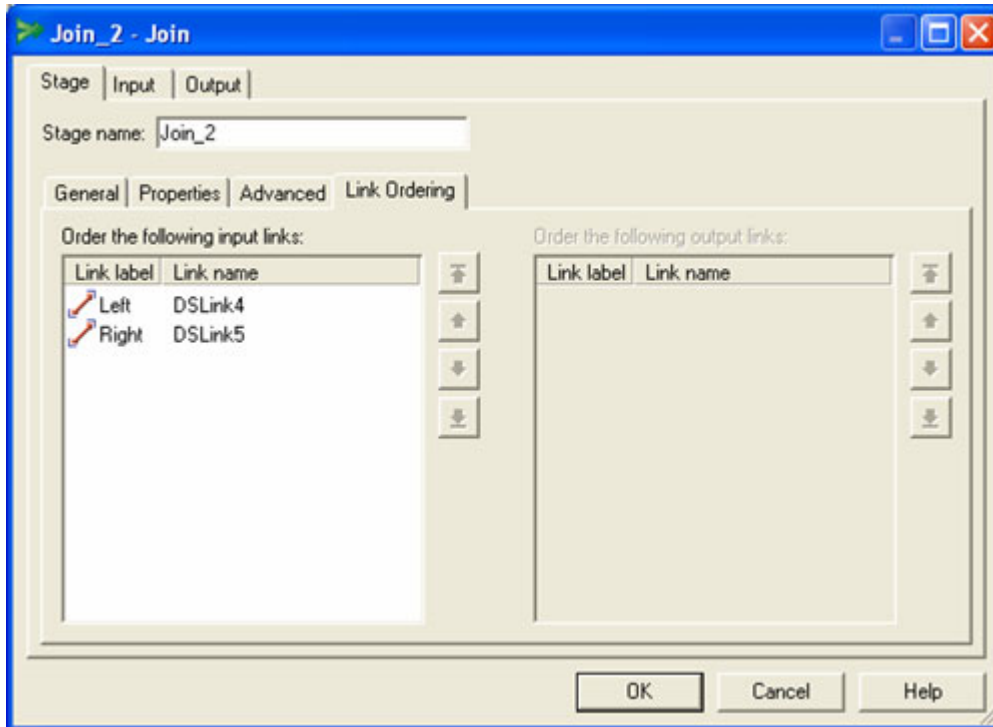 Join_2 - Join
Stage Input Output
Stage name: Join_2
General Properties Advanced Link Ordering
Order the following input links:
Link label Link name
Left DSLink4
Right DSLink5
Order the following output links:
Link label Link name
OK Cancel Help